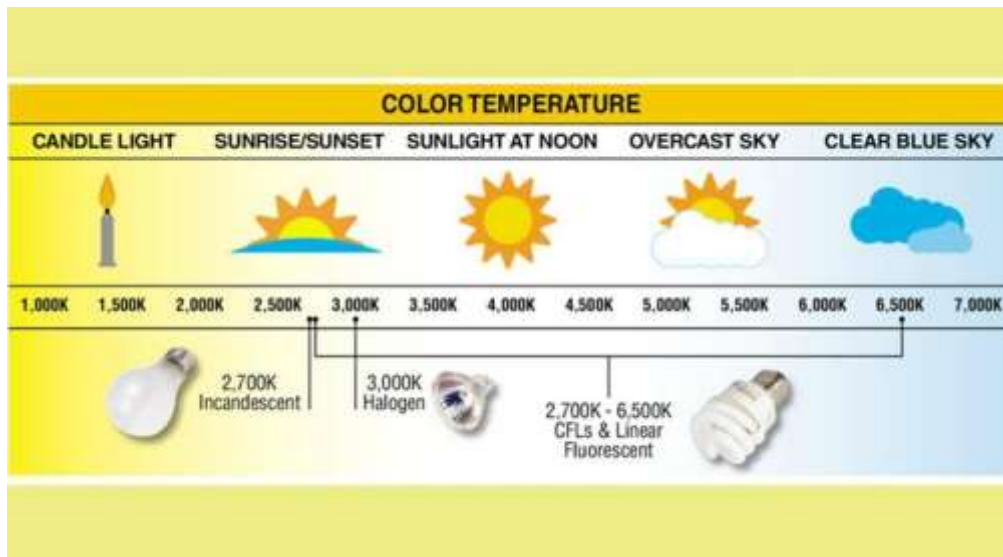 COLOR TEMPERATURE
CANDLE LIGHT SUNRISE/SUNSET SUNLIGHT AT NOON OVERCAST SKY CLEAR BLUE SKY
1,000K 1,500K 2,000K 2,500K 3,000K 3,500K 4,000K 4,500K 5,000K 5,500K 6,000K 6,500K 7,000K
2,700K
Incandescent
3,000K
Halogen
2,700K - 6,500K
CFLs & Linear
Fluorescent